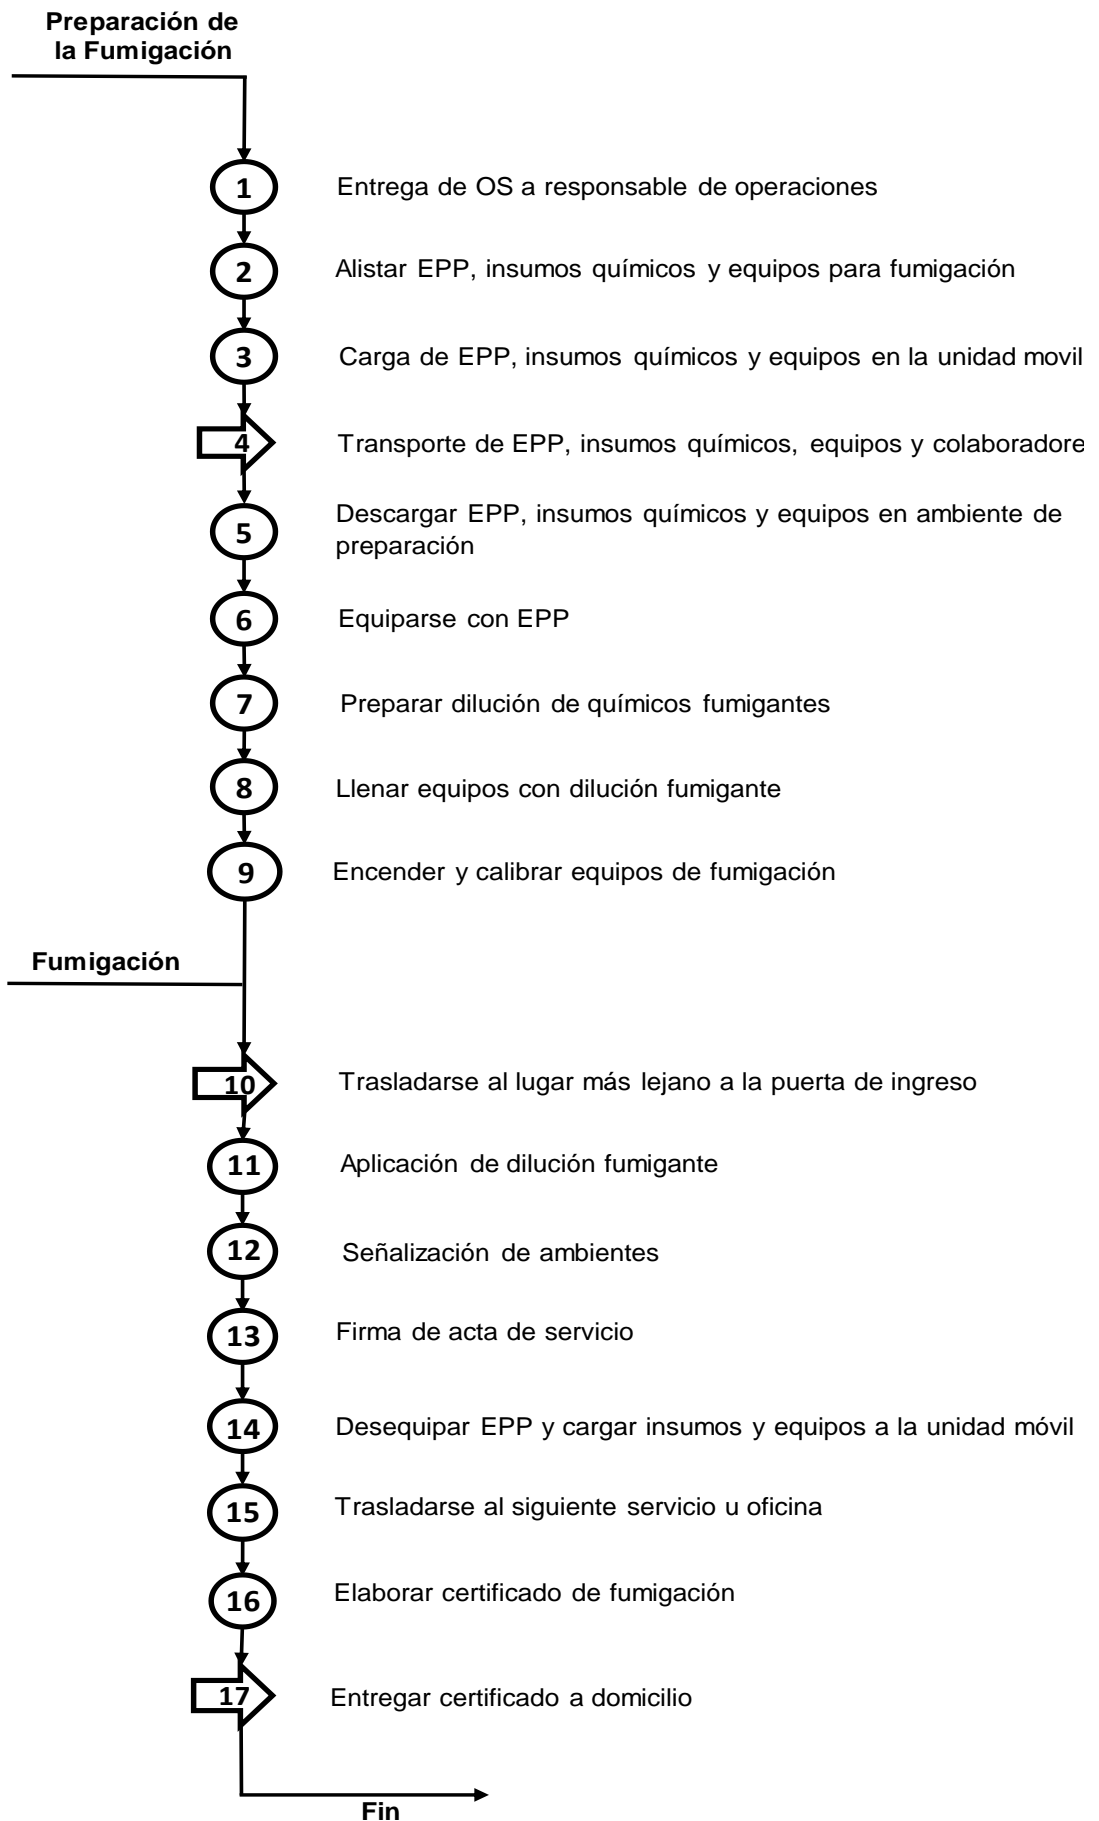 Preparación de
la Fumigación
1 Entrega de OS a responsable de operaciones
2 Alistar EPP, insumos químicos y equipos para fumigación
3 Carga de EPP, insumos químicos y equipos en la unidad movil
4 Transporte de EPP, insumos químicos, equipos y colaboradore
5 Descargar EPP, insumos químicos y equipos en ambiente de
preparación
6 Equiparse con EPP
7 Preparar dilución de químicos fumigantes
8 Llenar equipos con dilución fumigante
9 Encender y calibrar equipos de fumigación
Fumigación
10 Trasladarse al lugar más lejano a la puerta de ingreso
11 Aplicación de dilución fumigante
12 Señalización de ambientes
13 Firma de acta de servicio
14 Desequipar EPP y cargar insumos y equipos a la unidad móvil
15 Trasladarse al siguiente servicio u oficina
16 Elaborar certificado de fumigación
17 Entregar certificado a domicilio
Fin